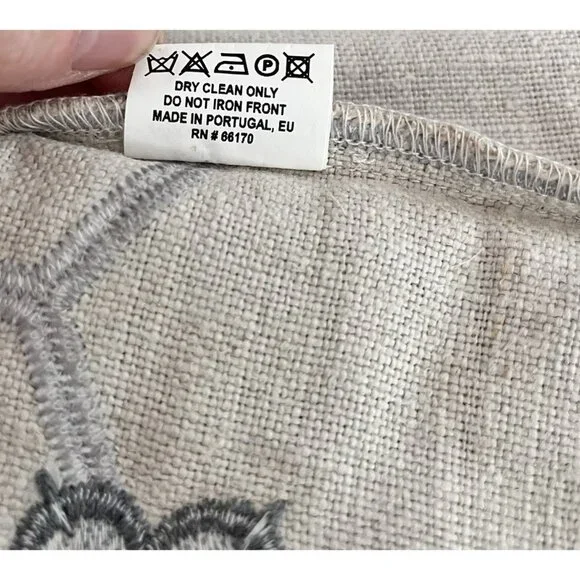 P
DRY CLEAN ONLY
DO NOT IRON FRONT
MADE IN PORTUGAL, EU
RN # 66170